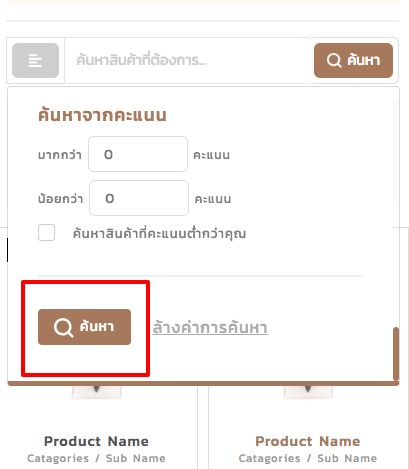 ค้นหาสินค้าที่ต้องการ... ค้นหา
ค้นหาจากคะแนน
มากกว่า 0 คะแนน
น้อยกว่า 0 คะแนน
ค้นหาสินค้าที่คะแนนต่ำกว่าคุณ
ค้นหา ล้างค่าการค้นหา
Product Name Product Name
Catagories / Sub Name Catagories / Sub Name